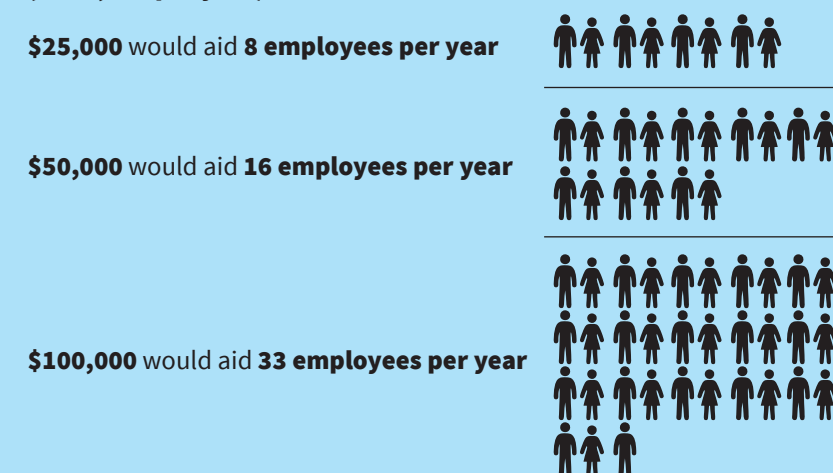 $25,000 would aid 8 employees per year
$50,000 would aid 16 employees per year
$100,000 would aid 33 employees per year